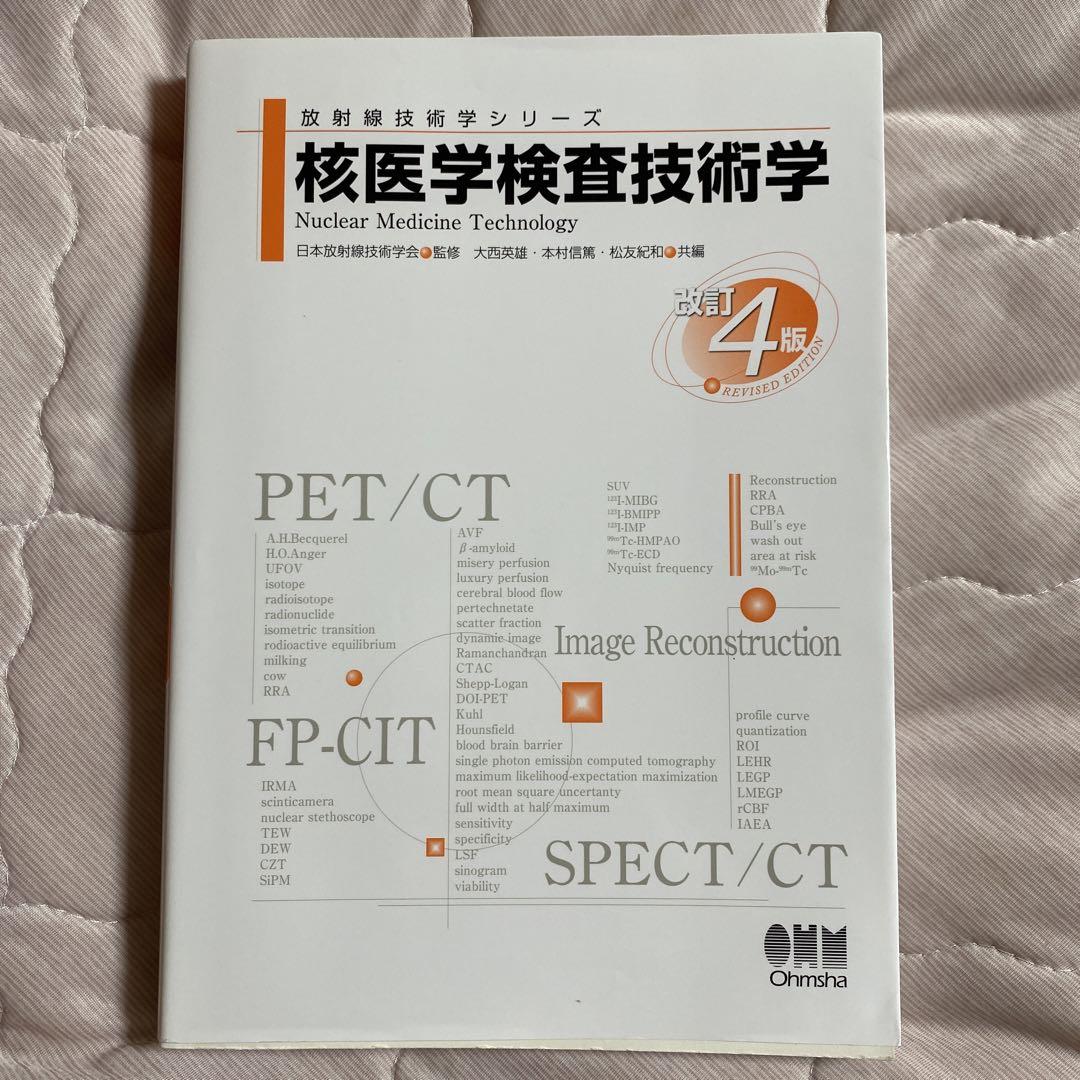 放射線技術学シリーズ
核医学検査技術学
Nuclear Medicine Technology
日本放射線技術学会●監修 大西英雄・本村信篤・松友紀和●共編
改訂4版
REVISED EDITION
PET/CT
A.H.Becquerel
H.O.Anger
UFOV
isotope
radioisotope
radionuclide
isometric transition
rodioactive equilibrium
milking
cow
RRA
AVF
β-amyloid
misery perfusion
luxury perfusion
cerebral blood flow
pertechnetate
scatter fraction
dynamic image
Ramanchandran
CTAC
Shepp-Logan
DOI-PET
Kuhl
Hounsfield
blood brain barrier
single photon emission computed tomography
maximum likelihood-expectation maximization
root mean square uncertanty
full width at half maximum
sensitivity
specificity
LSF
sinogram
viability
SUV
¹²³I-MIBG
¹²³I-BMIPP
¹²³I-IMP
⁹⁹ᵐTc-HMPAO
⁹⁹ᵐTc-ECD
Nyquist frequency
Reconstruction
RRA
CPBA
Bull's eye
wash out
area at risk
⁹⁹Mo-⁹⁹ᵐTc
Image Reconstruction
FP-CIT
IRMA
scinticamera
nuclear stethoscope
TEW
DEW
CZT
SiPM
profile curve
quantization
ROI
LEHR
LEGP
LMEGP
rCBF
IAEA
SPECT/CT
OHM
Ohmsha